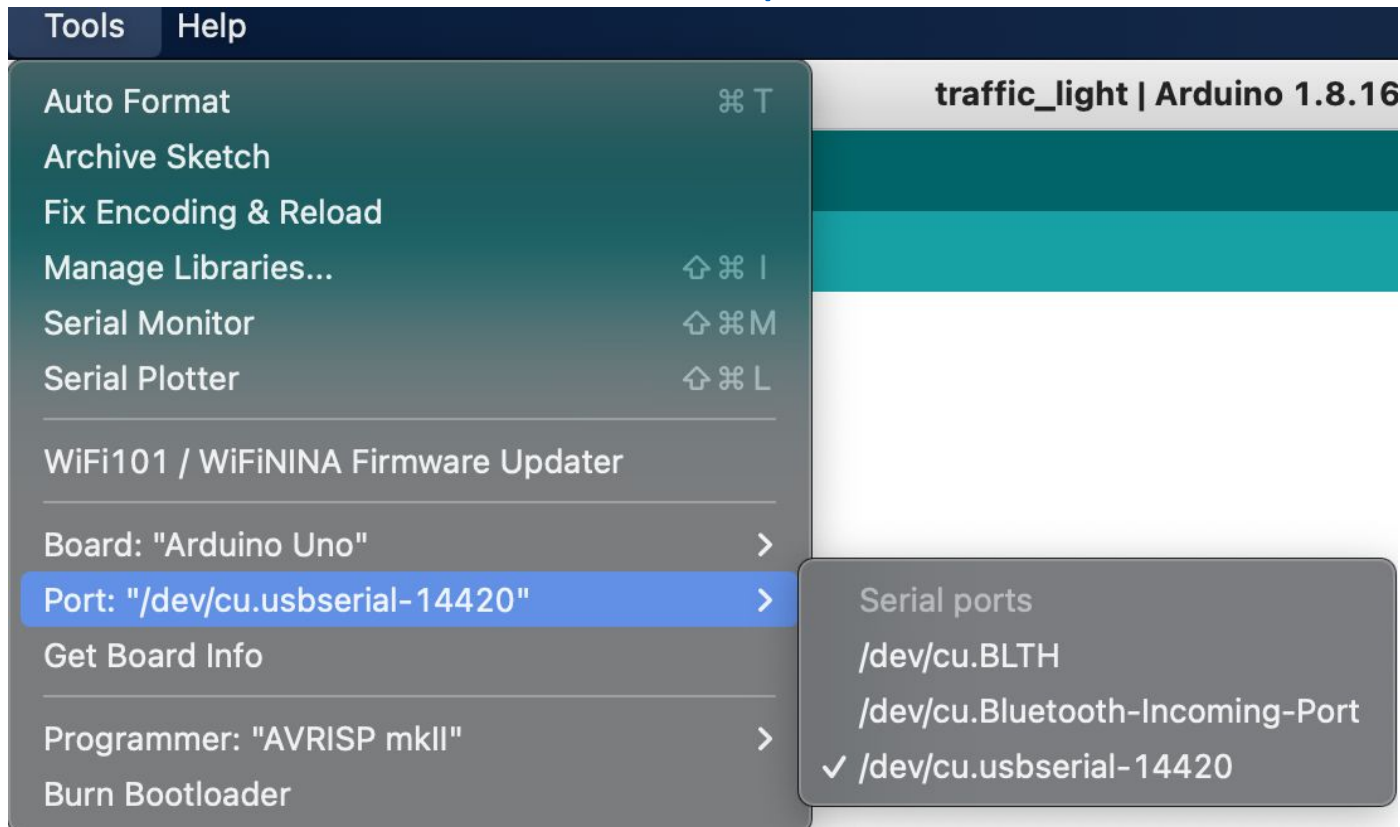 Tools Help
traffic_light | Arduino 1.8.16
Auto Format ⌘ T
Archive Sketch
Fix Encoding & Reload
Manage Libraries... ⇧ ⌘ I
Serial Monitor ⇧ ⌘ M
Serial Plotter ⇧ ⌘ L
WiFi101 / WiFiNINA Firmware Updater
Board: "Arduino Uno"
Port: "/dev/cu.usbserial-14420"
Get Board Info
Programmer: "AVRISP mkII"
Burn Bootloader
Serial ports
/dev/cu.BLTH
/dev/cu.Bluetooth-Incoming-Port
✓ /dev/cu.usbserial-14420